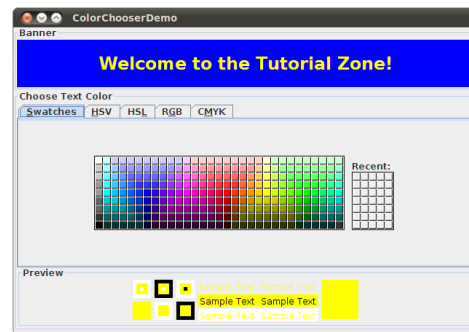 ColorChooserDemo
Banner
Welcome to the Tutorial Zone!
Choose Text Color
Swatches HSV HSL RGB CMYK
Recent:
Preview
Sample Text Sample Text
Sample Text Sample Text
Sample Text Sample Text